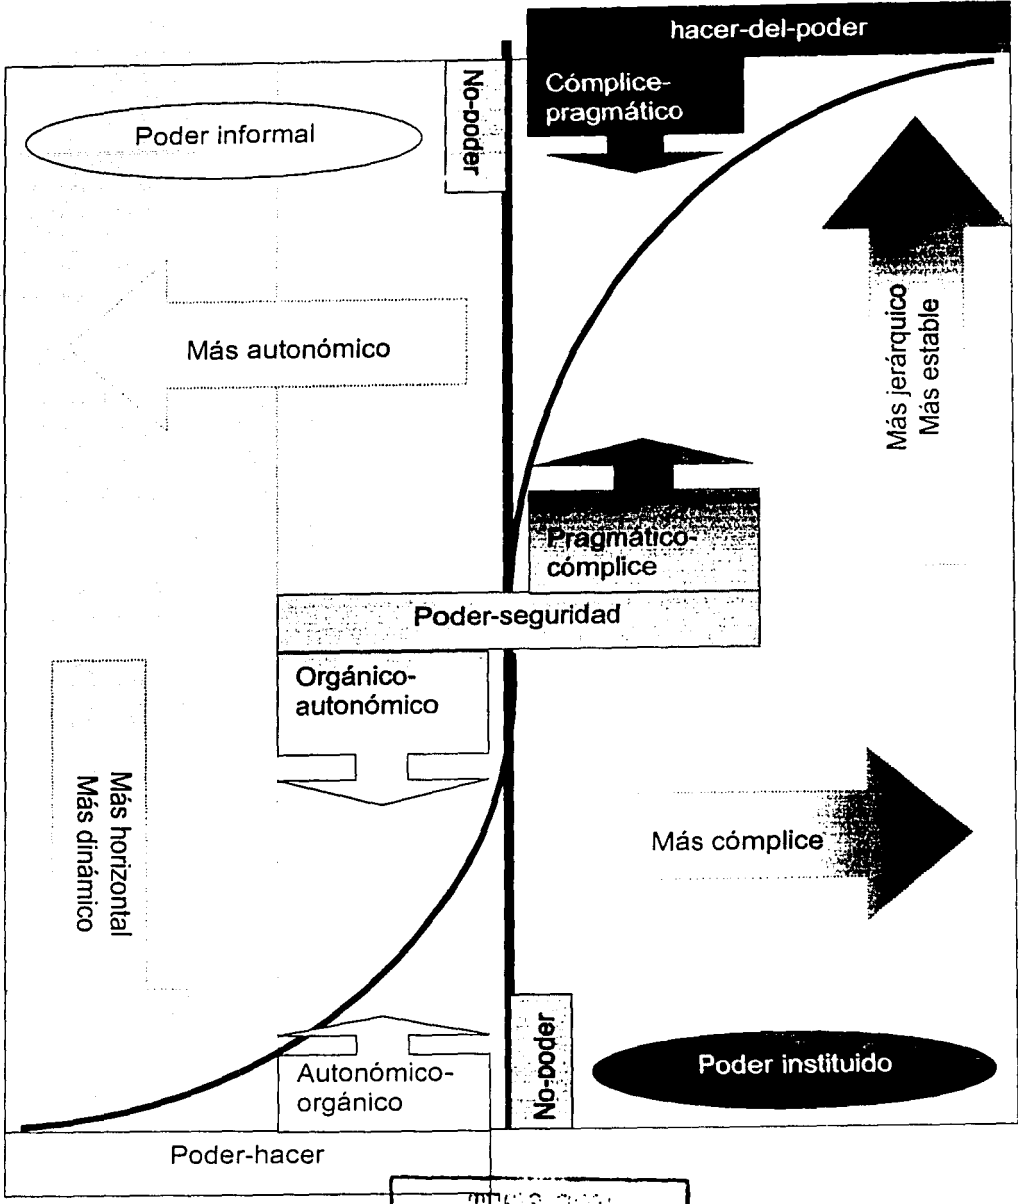 hacer-del-poder
No-poder
Cómplice-
pragmático
Poder informal
Más autonómico
Más jerárquico
Más estable
Pragmático-
cómplice
Poder-seguridad
Orgánico-
autonómico
Más horizontal
Más dinámico
Más cómplice
No-poder
Poder instituido
Autonómico-
orgánico
Poder-hacer